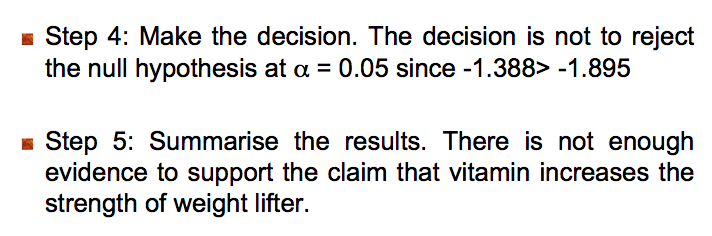 Step 4: Make the decision. The decision is not to reject
the null hypothesis at α = 0.05 since -1.388> -1.895
Step 5: Summarise the results. There is not enough
evidence to support the claim that vitamin increases the
strength of weight lifter.